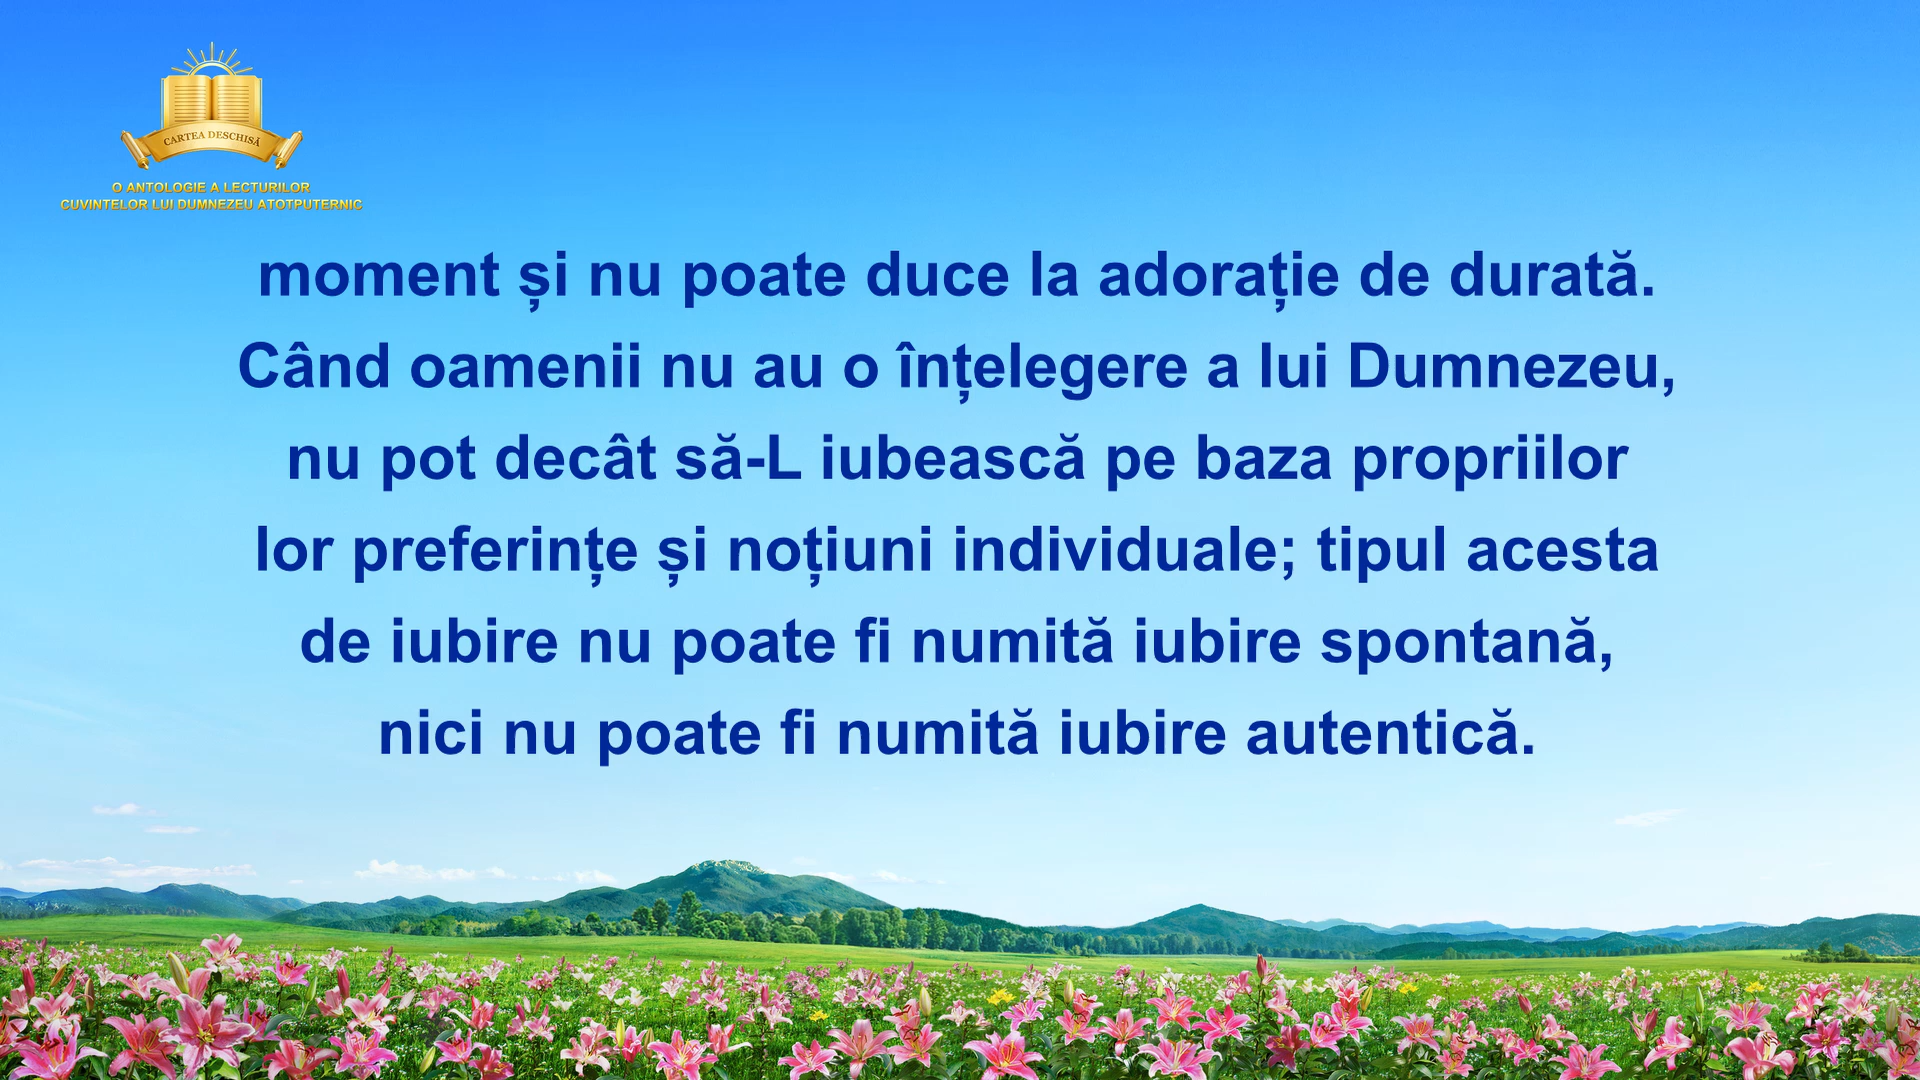 CARTEA DESCHISĂ
O ANTOLOGIE A LECTURILOR
CUVINTELOR LUI DUMNEZEU ATOTPUTERNIC
moment și nu poate duce la adorație de durată.
Când oamenii nu au o înțelegere a lui Dumnezeu,
nu pot decât să-L iubească pe baza propriilor
lor preferințe și noțiuni individuale; tipul acesta
de iubire nu poate fi numită iubire spontană,
nici nu poate fi numită iubire autentică.